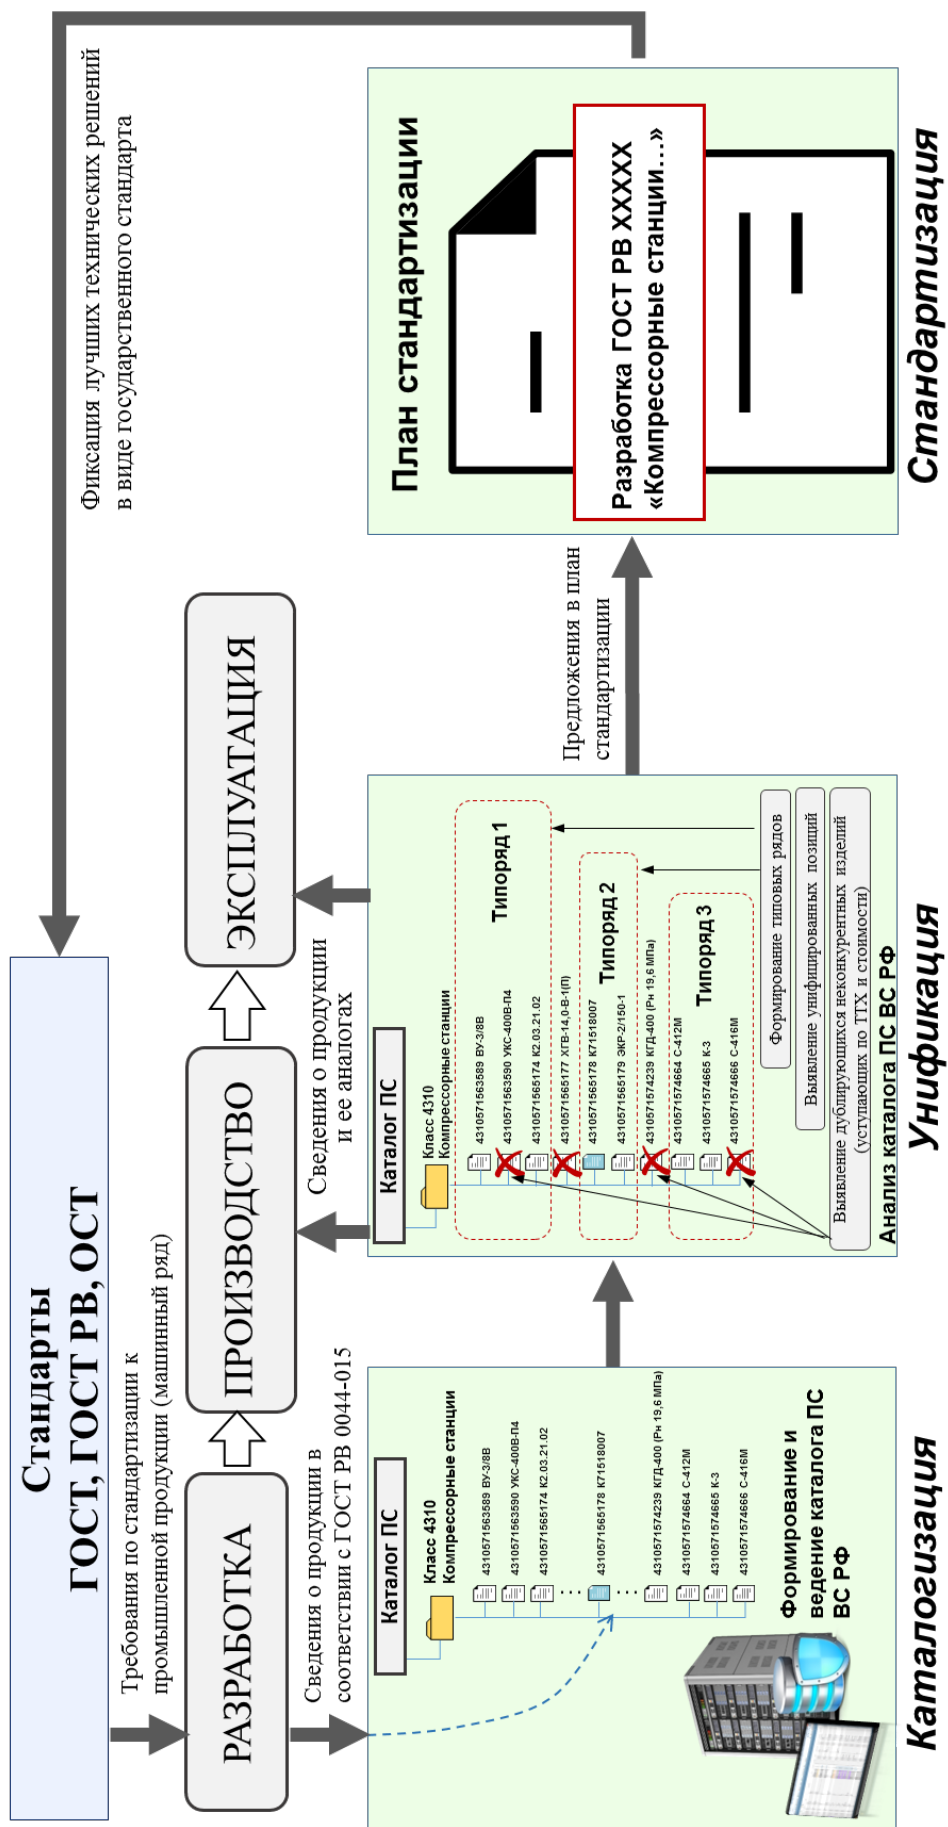 Стандарты
ГОСТ, ГОСТ РВ, ОСТ
Фиксация лучших технических решений
в виде государственного стандарта
Требования по стандартизации к
промышленной продукции (машинный ряд)
РАЗРАБОТКА
ПРОИЗВОДСТВО
ЭКСПЛУАТАЦИЯ
Сведения о продукции в
соответствии с ГОСТ РВ 0044-015
Сведения о продукции
и ее аналогах
Каталог ПС
Класс 4310
Компрессорные станции
4310571563589 ВУ-3/8В
4310571563590 УКС-400В-П4
4310571565174 К2.03.21.02
4310571565178 К71518007
4310571574239 КГД-400 (Рн 19,6 МПа)
4310571574664 С-412М
4310571574665 К-3
4310571574666 С-416М
Формирование и
ведение каталога ПС
ВС РФ
Каталогизация
Каталог ПС
Класс 4310
Компрессорные станции
4310571563589 ВУ-3/8В
4310571563590 УКС-400В-П4
4310571565174 К2.03.21.02
4310571565177 ХГВ-14,0-В-1(П)
4310571565178 К71518007
4310571565179 ЭКР-2/150-1
4310571574239 КГД-400 (Рн 19,6 МПа)
4310571574664 С-412М
4310571574665 К-3
4310571574666 С-416М
Типоряд 1
Типоряд 2
Типоряд 3
Формирование типовых рядов
Выявление унифицированных позиций
Выявление дублирующихся неконкурентных изделий
(уступающих по ТТХ и стоимости)
Анализ каталога ПС ВС РФ
Унификация
Предложения в план
стандартизации
План стандартизации
Разработка ГОСТ РВ ХХХХХ
«Компрессорные станции…»
Стандартизация